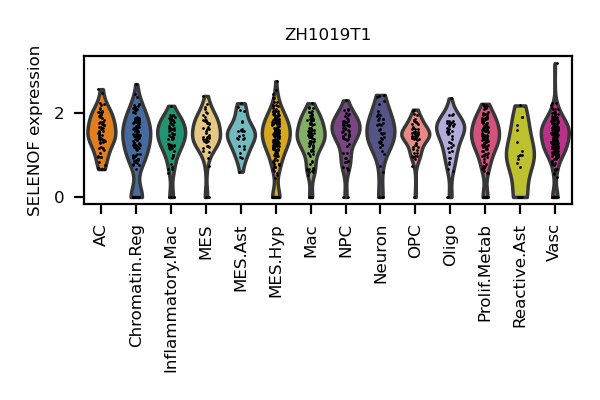 ZH1019T1
SELENOF expression
2
0
AC
Chromatin.Reg
Inflammatory.Mac
MES
MES.Ast
MES.Hyp
Mac
NPC
Neuron
OPC
Oligo
Prolif.Metab
Reactive.Ast
Vasc